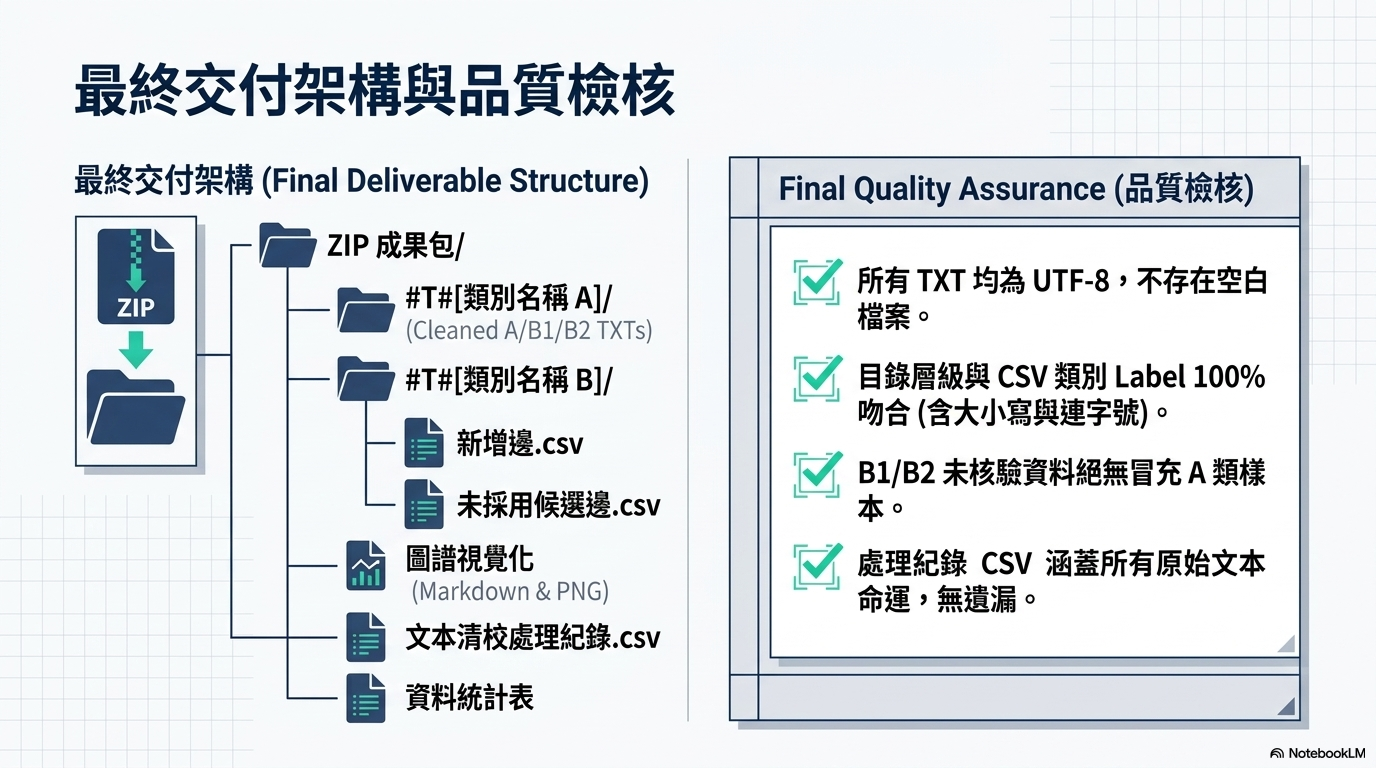 最終交付架構與品質檢核
最終交付架構 (Final Deliverable Structure)
ZIP
ZIP 成果包/
#T#[類別名稱 A]/
(Cleaned A/B1/B2 TXTs)
#T#[類別名稱 B]/
新增邊.csv
未採用候選邊.csv
圖譜視覺化
(Markdown & PNG)
文本清校處理紀錄.csv
資料統計表
Final Quality Assurance (品質檢核)
所有 TXT 均為 UTF-8，不存在空白
檔案。
目錄層級與 CSV 類別 Label 100%
吻合 (含大小寫與連字號)。
B1/B2 未核驗資料絕無冒充 A 類樣
本。
處理紀錄 CSV 涵蓋所有原始文本
命運，無遺漏。
NotebookLM